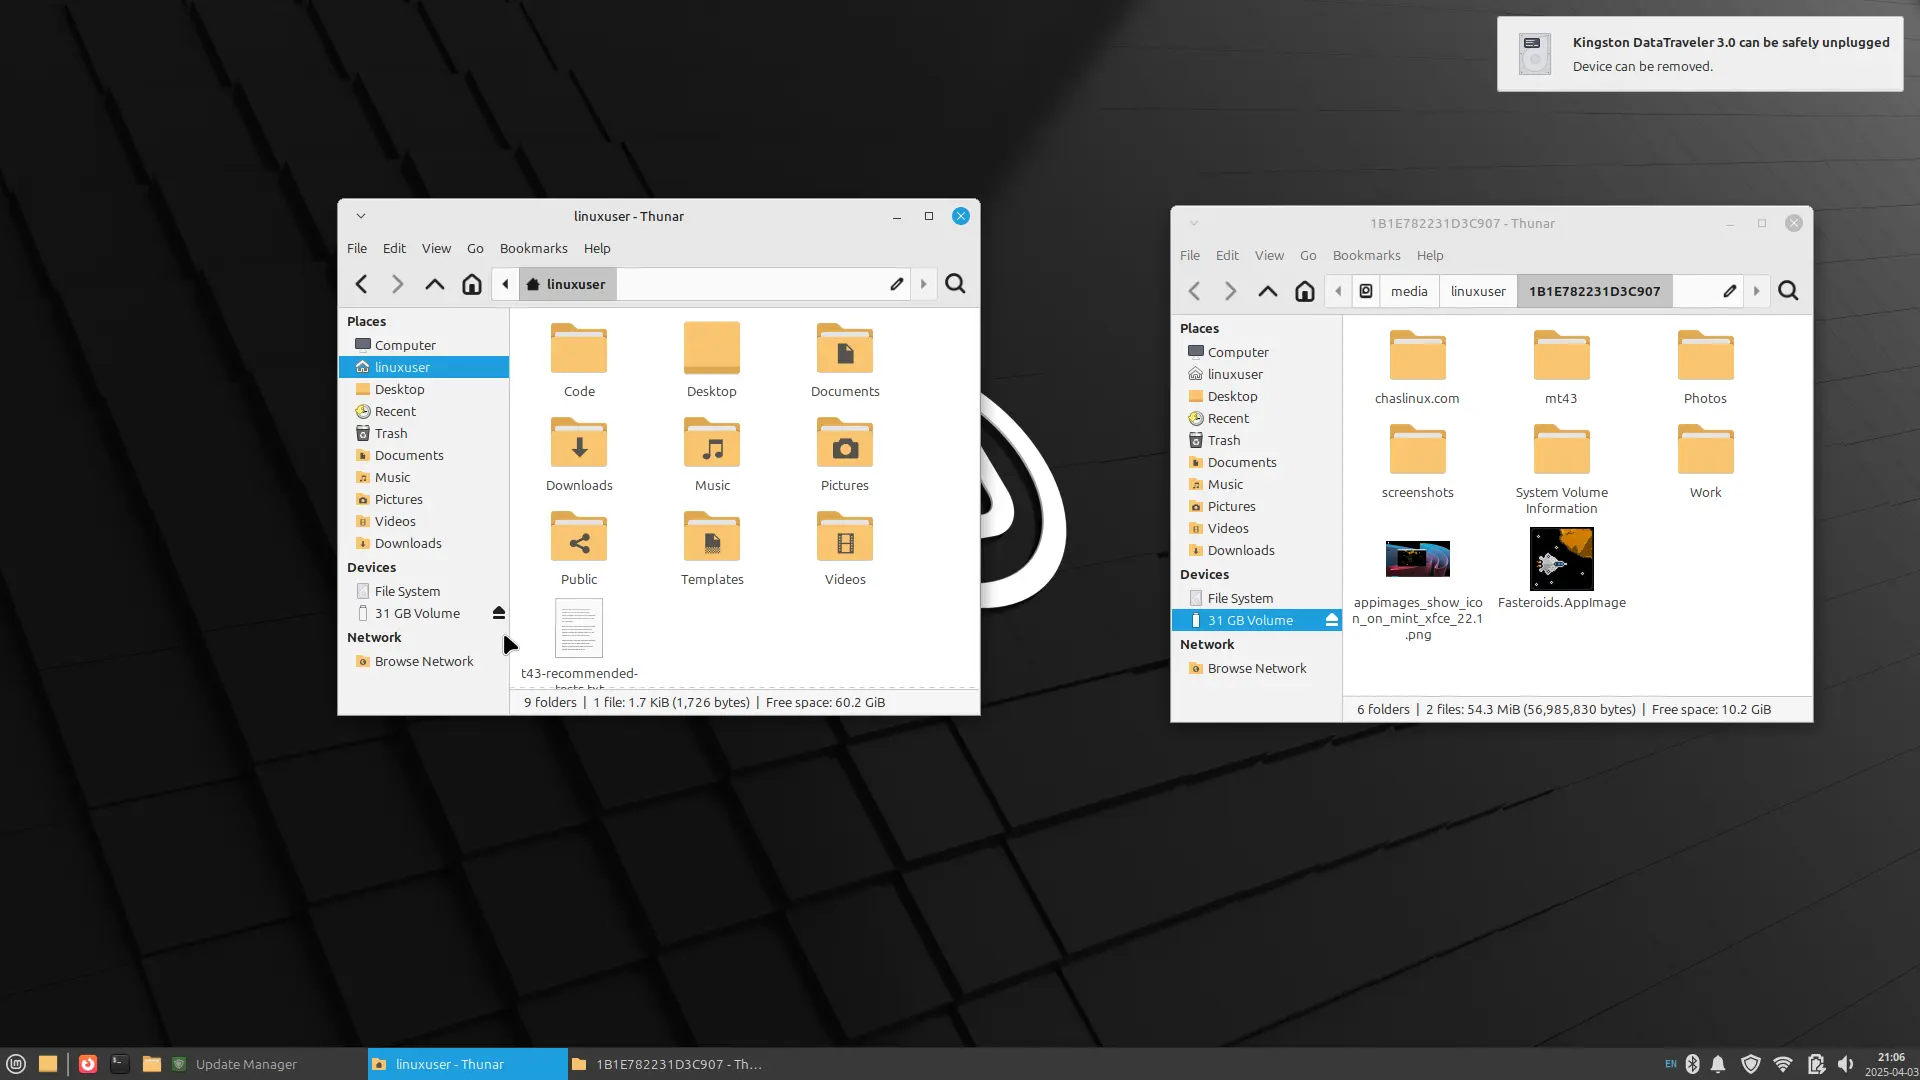 Kingston DataTraveler 3.0 can be safely unplugged
Device can be removed.
linuxuser - Thunar
File Edit View Go Bookmarks Help
linuxuser
Places
Computer
linuxuser
Desktop
Recent
Trash
Documents
Music
Pictures
Videos
Downloads
Devices
File System
31 GB Volume
Network
Browse Network
Code
Desktop
Documents
Downloads
Music
Pictures
Public
Templates
Videos
t43-recommended-
tests.txt
9 folders | 1 file: 1.7 KiB (1,726 bytes) | Free space: 60.2 GiB
1B1E782231D3C907 - Thunar
File Edit View Go Bookmarks Help
media linuxuser 1B1E782231D3C907
Places
Computer
linuxuser
Desktop
Recent
Trash
Documents
Music
Pictures
Videos
Downloads
Devices
File System
31 GB Volume
Network
Browse Network
chaslinux.com
mt43
Photos
screenshots
System Volume
Information
Work
appimages_show_ico
n_on_mint_xfce_22.1
.png
Fasteroids.AppImage
6 folders | 2 files: 54.3 MiB (56,985,830 bytes) | Free space: 10.2 GiB
Update Manager
linuxuser - Thunar
1B1E782231D3C907 - Th...
EN
21:06
2025-04-03